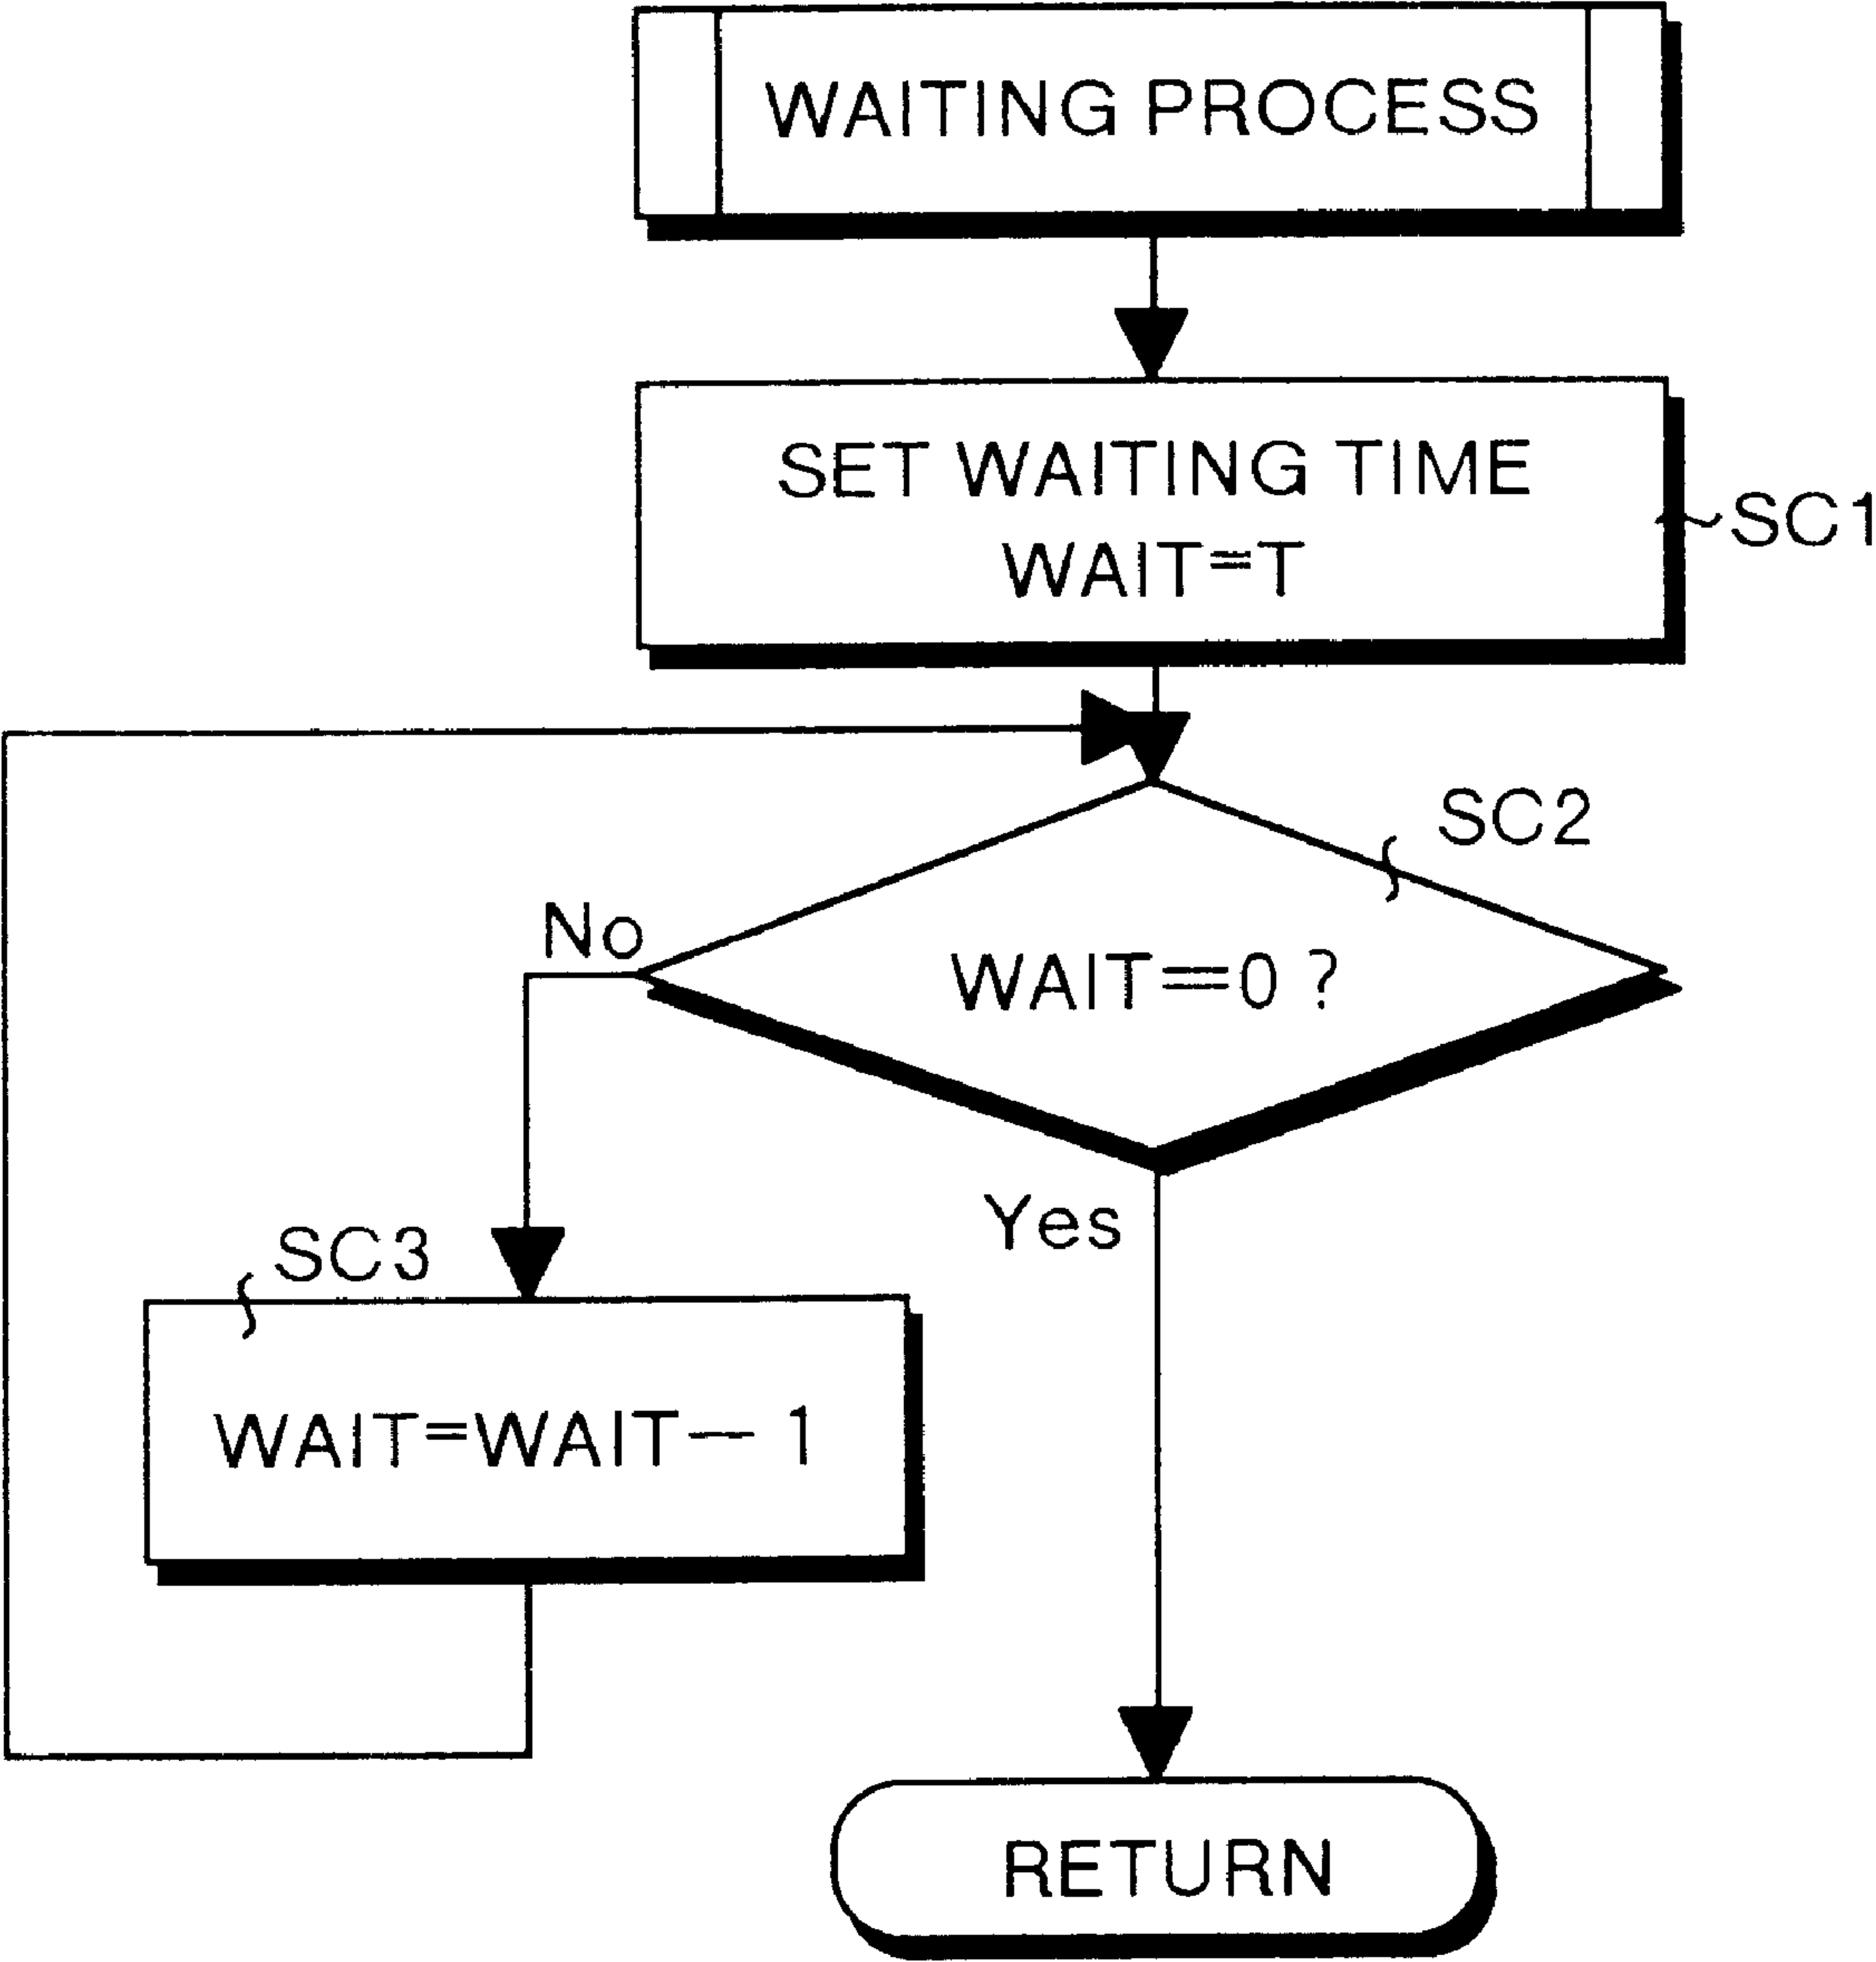 WAITING PROCESS
SET WAITING TIME
WAIT=T
SC1
SC2
No
WAIT==0 ?
Yes
SC3
WAIT=WAIT— 1
RETURN